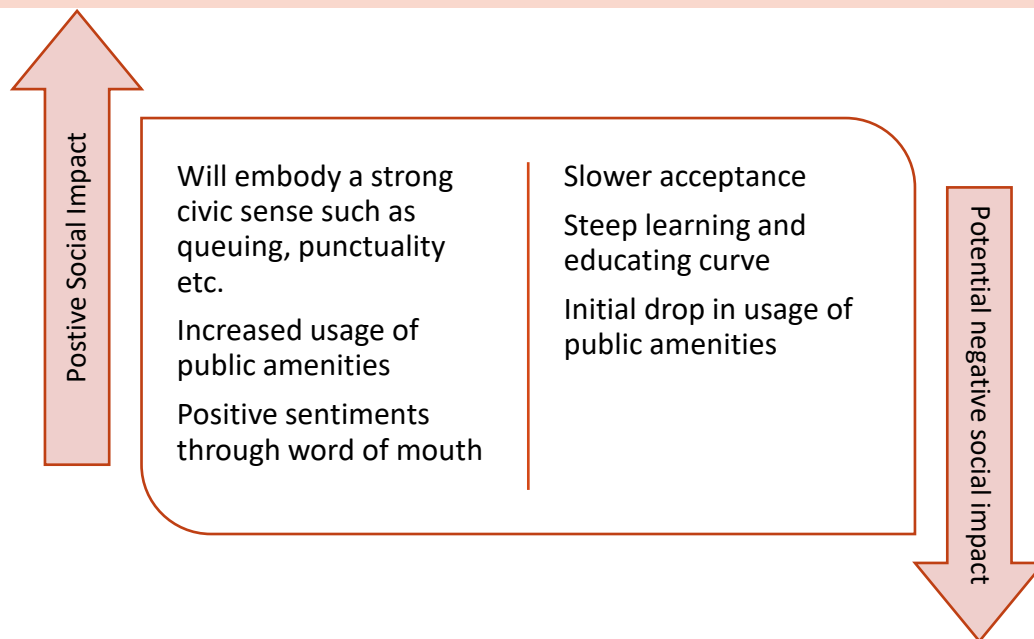 Postive Social Impact
Will embody a strong
civic sense such as
queuing, punctuality
etc.
Increased usage of
public amenities
Positive sentiments
through word of mouth
Slower acceptance
Steep learning and
educating curve
Initial drop in usage of
public amenities
Potential negative social impact